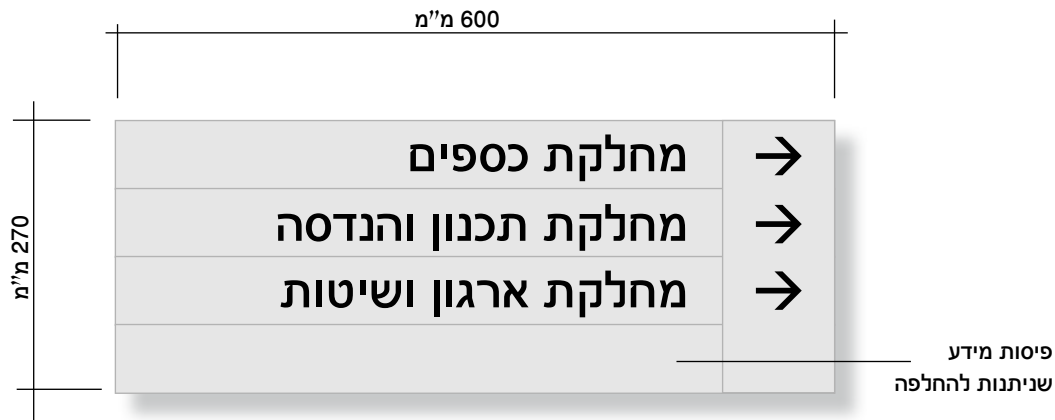 600 מ"מ
270 מ"מ
מחלקת כספים
מחלקת תכנון והנדסה
מחלקת ארגון ושיטות
פיסות מידע
שניתנות להחלפה